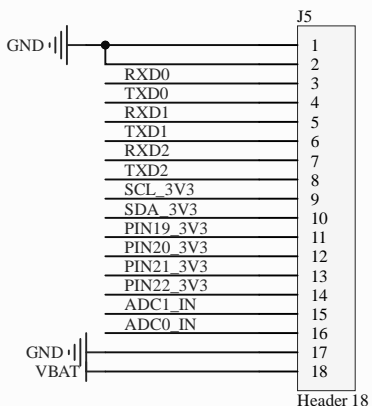 J5
GND
1
2
RXD0
3
TXD0
4
RXD1
5
TXD1
6
RXD2
7
TXD2
8
SCL_3V3
9
SDA_3V3
10
PIN19_3V3
11
PIN20_3V3
12
PIN21_3V3
13
PIN22_3V3
14
ADC1_IN
15
ADC0_IN
16
GND
17
VBAT
18
Header 18